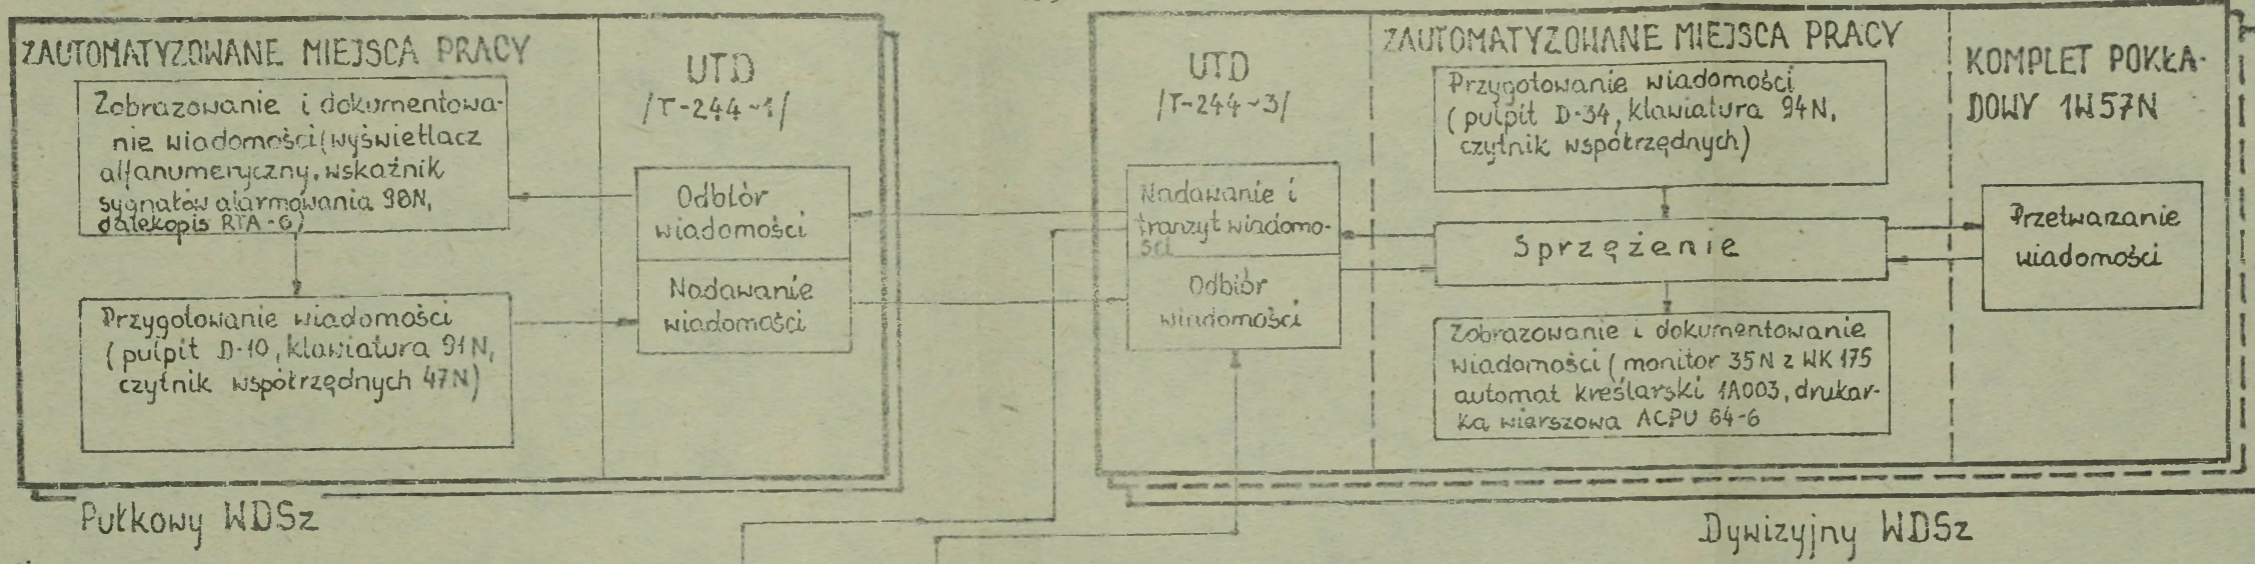 ZAUTOMATYZOWANE MIEJSCA PRACY
Zobrazowanie i dokumentowa-
nie wiadomości (wyświetlacz
alfanumeryczny, wskaźnik
sygnałów alarmowania 98N,
dalekopis RTA-6)
Przygotowanie wiadomości
(pulpit D-10, klawiatura 91N,
czytnik współrzędnych 47N)
UTD
/T-244-1/
Odbiór
wiadomości
Nadawanie
wiadomości
Pułkowy WDSz
UTD
/T-244-3/
Nadawanie i
tranzyt wiadomo-
ści
Odbiór
wiadomości
ZAUTOMATYZOWANE MIEJSCA PRACY
Przygotowanie wiadomości
(pulpit D-34, klawiatura 94N,
czytnik współrzędnych)
Sprzężenie
Zobrazowanie i dokumentowanie
wiadomości (monitor 35N z WK 175
automat kreślarski 1A003, drukar-
ka wierszowa ACPU 64-6
KOMPLET POKŁA-
DOWY 1W57N
Przetwarzanie
wiadomości
Dywizyjny WDSz